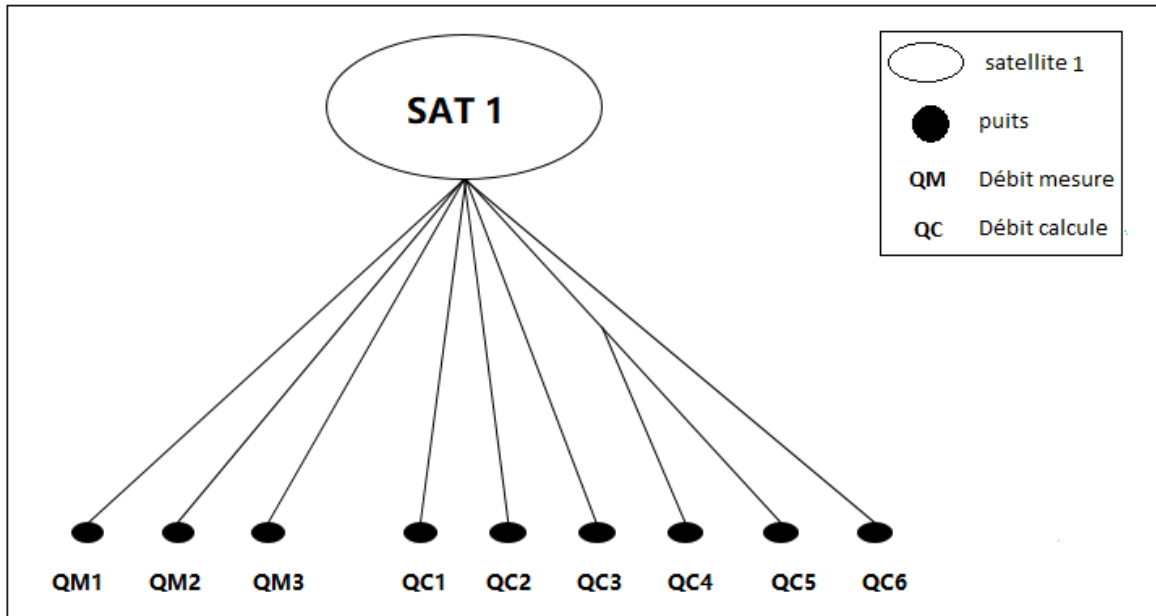 SAT 1
satellite 1
puits
QM Débit mesure
QC Débit calcule
QM1 QM2 QM3 QC1 QC2 QC3 QC4 QC5 QC6